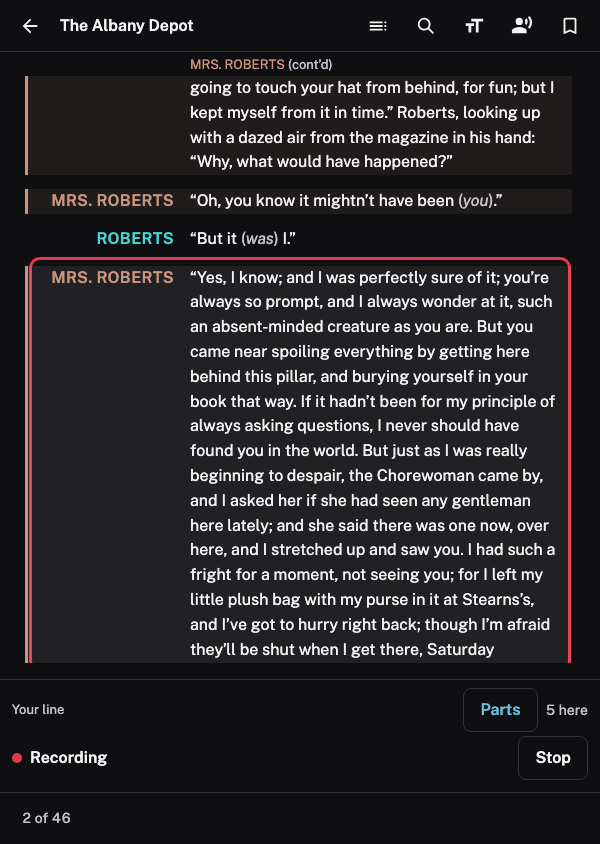 The Albany Depot
MRS. ROBERTS (cont’d)
going to touch your hat from behind, for fun; but I
kept myself from it in time.” Roberts, looking up
with a dazed air from the magazine in his hand:
“Why, what would have happened?”
MRS. ROBERTS “Oh, you know it mightn’t have been (you).”
ROBERTS “But it (was) I.”
MRS. ROBERTS “Yes, I know; and I was perfectly sure of it; you’re
always so prompt, and I always wonder at it, such
an absent-minded creature as you are. But you
came near spoiling everything by getting here
behind this pillar, and burying yourself in your
book that way. If it hadn’t been for my principle of
always asking questions, I never should have
found you in the world. But just as I was really
beginning to despair, the Chorewoman came by,
and I asked her if she had seen any gentleman
here lately; and she said there was one now, over
here, and I stretched up and saw you. I had such a
fright for a moment, not seeing you; for I left my
little plush bag with my purse in it at Stearns’s,
and I’ve got to hurry right back; though I’m afraid
they’ll be shut when I get there, Saturday
Your line
Parts
5 here
Recording
Stop
2 of 46